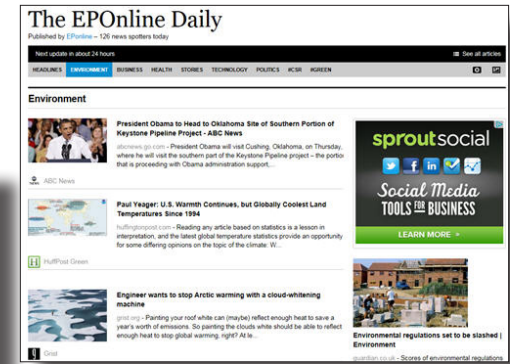 The EPOnline Daily
Published by EPonline – 126 news spotters today
Next update in about 24 hours
See all articles
HEADLINES ENVIRONMENT BUSINESS HEALTH STORIES TECHNOLOGY POLITICS #CSR #GREEN
Environment
President Obama to Head to Oklahoma Site of Southern Portion of
Keystone Pipeline Project - ABC News
abcnews.go.com - President Obama will visit Cushing, Oklahoma, on Thursday,
where he will visit the southern part of the Keystone Pipeline project – the portion
that is proceeding with Obama administration support,...
ABC News
Paul Yeager: U.S. Warmth Continues, but Globally Coolest Land
Temperatures Since 1994
huffingtonpost.com - Reading any article based on statistics is a lesson in
interpretation, and the latest global temperature statistics provide an opportunity
for some differing opinions on the topic of the climate: W...
HuffPost Green
Engineer wants to stop Arctic warming with a cloud-whitening
machine
grist.org - Painting your roof white can (maybe) reflect enough heat to save a
year's worth of emissions. So painting the clouds white should be able to reflect
enough heat to stop global warming, right? At le...
Grist
sproutsocial
Social Media
TOOLS FOR BUSINESS
LEARN MORE
Environmental regulations set to be slashed |
Environment
guardian.co.uk - Scores of environmental regulations